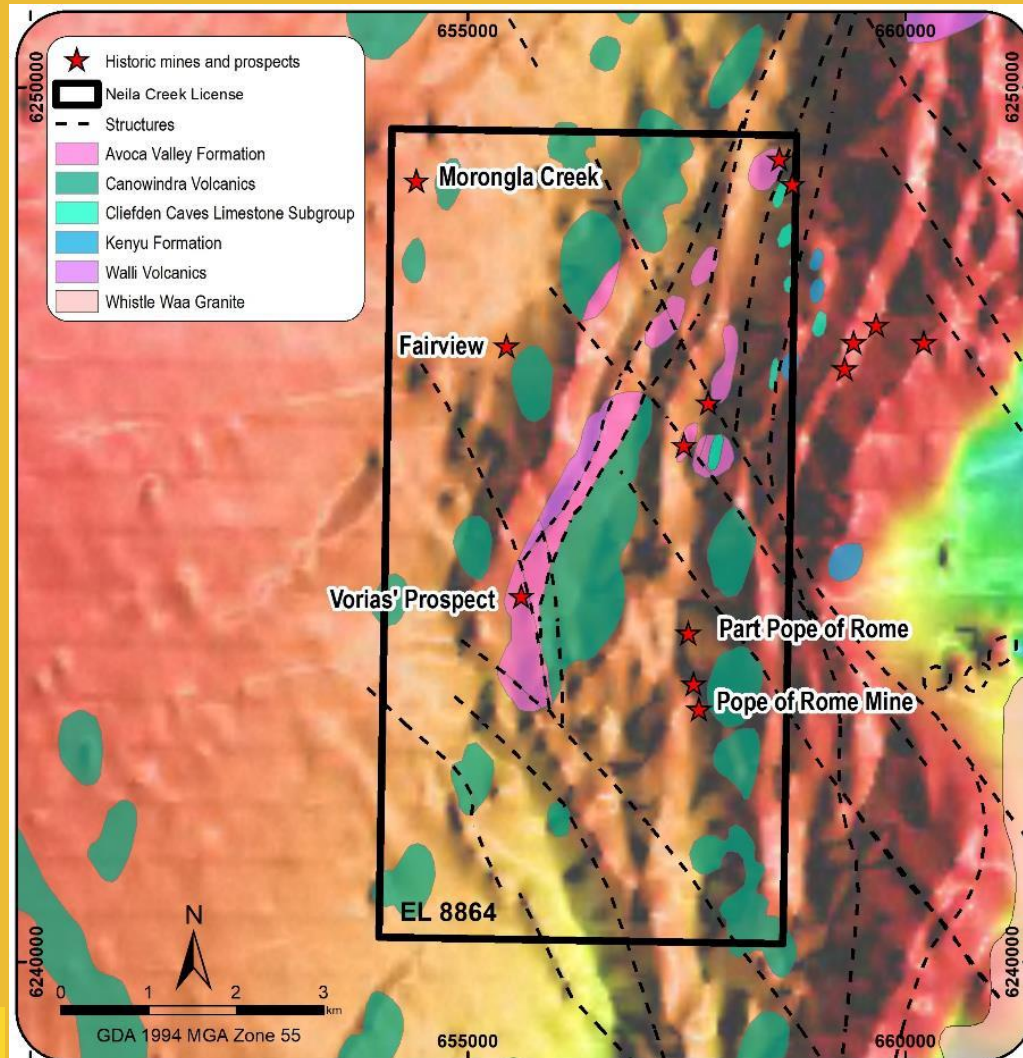 655000
660000
6250000
6250000
Historic mines and prospects
Neila Creek License
Structures
Avoca Valley Formation
Canowindra Volcanics
Cliefden Caves Limestone Subgroup
Kenyu Formation
Walli Volcanics
Whistle Waa Granite
Morongla Creek
Fairview
Vorias' Prospect
Part Pope of Rome
Pope of Rome Mine
EL 8864
N
0 1 2 3
km
GDA 1994 MGA Zone 55
6240000
6240000
655000
660000